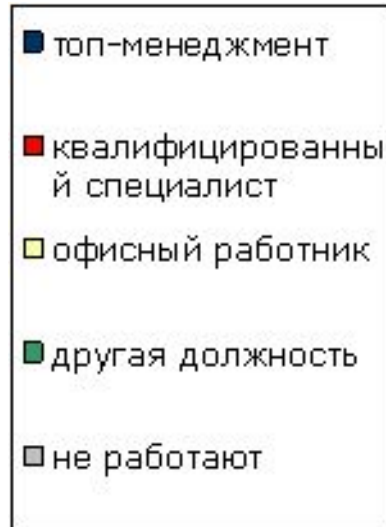 топ-менеджмент
квалифицированны
й специалист
офисный работник
другая должность
не работают